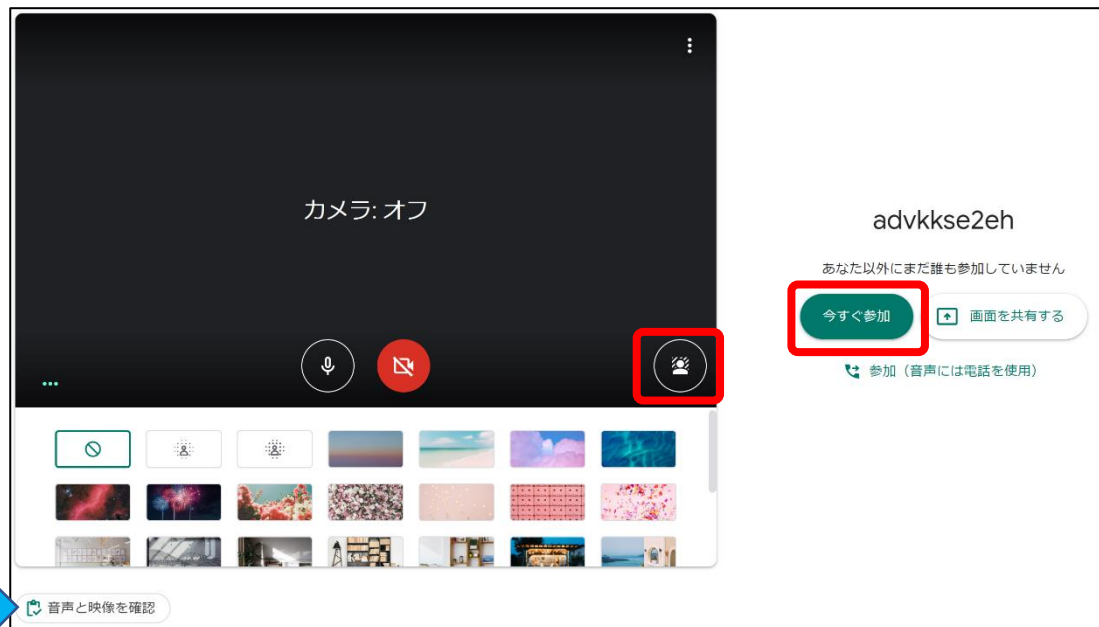 カメラ: オフ
advkkse2eh
あなた以外にまだ誰も参加していません
今すぐ参加
画面を共有する
参加（音声には電話を使用）
音声と映像を確認